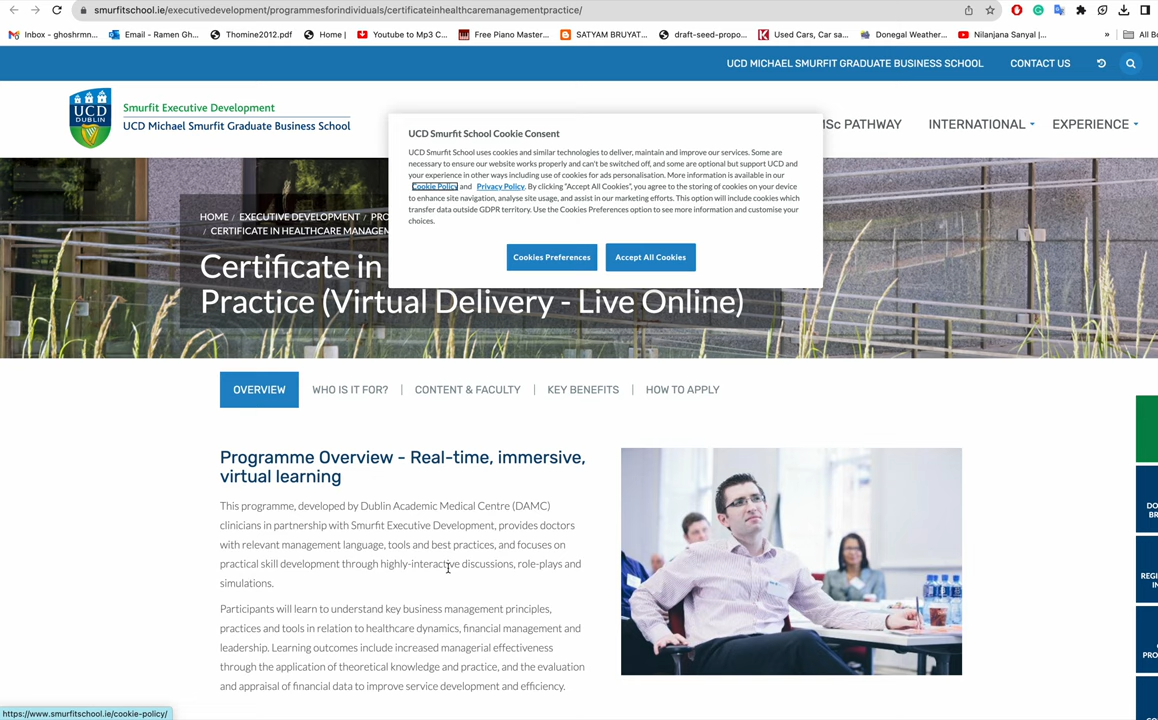 smurfitschool.ie/executivedevelopment/programmesforindividuals/certificateinhealthcaremanagementpractice/
Inbox - ghoshrmn... Email - Ramen Gh... Thomine2012.pdf Home | Youtube to Mp3 C... Free Piano Master... SATYAM BRUYAT... draft-seed-propo... Used Cars, Car sa... Donegal Weather... Nilanjana Sanyal |... » All Bo
UCD MICHAEL SMURFIT GRADUATE BUSINESS SCHOOL CONTACT US
UCD
DUBLIN
Smurfit Executive Development
UCD Michael Smurfit Graduate Business School
PATHWAY INTERNATIONAL EXPERIENCE
UCD Smurfit School Cookie Consent
UCD Smurfit School uses cookies and similar technologies to deliver, maintain and improve our services. Some are
necessary to ensure our website works properly and can't be switched off, and some are optional but support UCD and
your experience in other ways including use of cookies for ads personalisation. More information is available in our
Cookie Policy and Privacy Policy. By clicking "Accept All Cookies", you agree to the storing of cookies on your device
to enhance site navigation, analyse site usage, and assist in our marketing efforts. This option will include cookies which
transfer data outside GDPR territory. Use the Cookies Preferences option to see more information and customise your
choices.
Cookies Preferences Accept All Cookies
HOME / EXECUTIVE DEVELOPMENT / PRO
/ CERTIFICATE IN HEALTHCARE MANAGEM
Certificate in
Practice (Virtual Delivery - Live Online)
OVERVIEW WHO IS IT FOR? | CONTENT & FACULTY | KEY BENEFITS | HOW TO APPLY
Programme Overview - Real-time, immersive,
virtual learning
This programme, developed by Dublin Academic Medical Centre (DAMC)
clinicians in partnership with Smurfit Executive Development, provides doctors
with relevant management language, tools and best practices, and focuses on
practical skill development through highly-interactive discussions, role-plays and
simulations.
Participants will learn to understand key business management principles,
practices and tools in relation to healthcare dynamics, financial management and
leadership. Learning outcomes include increased managerial effectiveness
through the application of theoretical knowledge and practice, and the evaluation
and appraisal of financial data to improve service development and efficiency.
DO
BR
REGI
IN
PRO
https://www.smurfitschool.ie/cookie-policy/